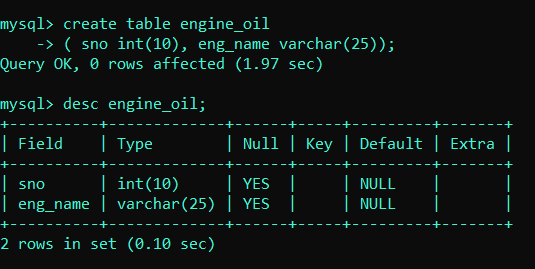 mysql> create table engine_oil
    -> ( sno int(10), eng_name varchar(25));
Query OK, 0 rows affected (1.97 sec)
mysql> desc engine_oil;
+----------+-------------+------+-----+---------+-------+
| Field    | Type        | Null | Key | Default | Extra |
+----------+-------------+------+-----+---------+-------+
| sno      | int(10)     | YES  |     | NULL    |       |
| eng_name | varchar(25) | YES  |     | NULL    |       |
+----------+-------------+------+-----+---------+-------+
2 rows in set (0.10 sec)